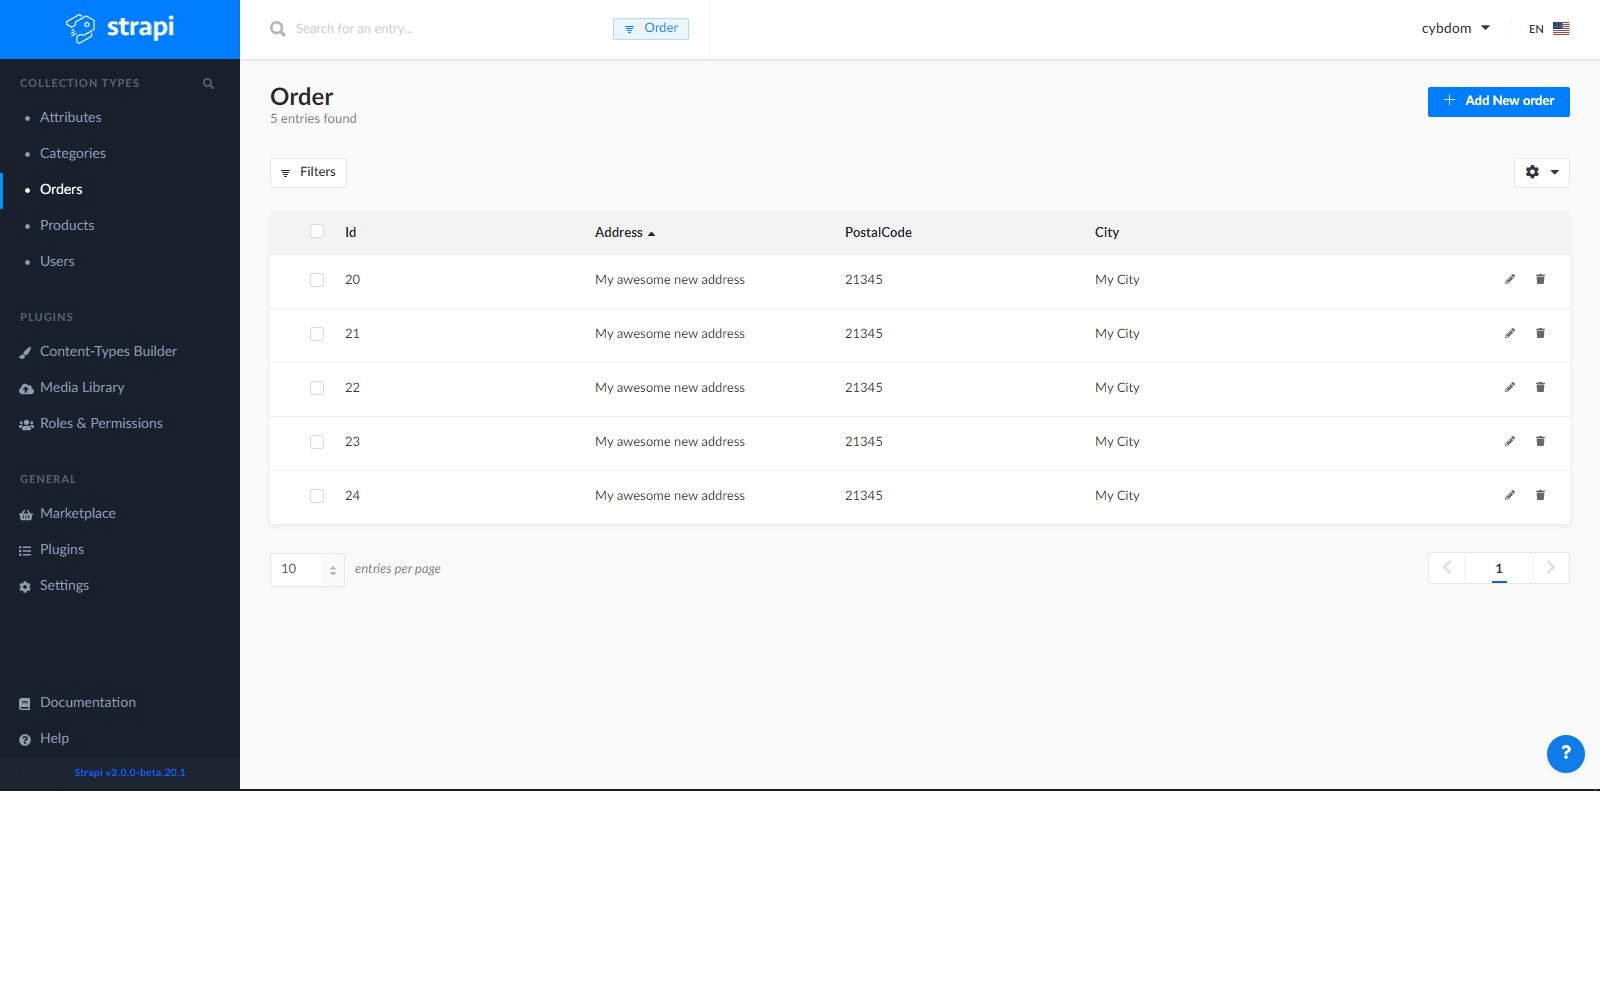 strapi
Search for an entry...
Order
cybdom
EN
COLLECTION TYPES
Attributes
Categories
Orders
Products
Users
PLUGINS
Content-Types Builder
Media Library
Roles & Permissions
GENERAL
Marketplace
Plugins
Settings
Documentation
Help
Strapi v3.0.0-beta.20.1
Order
5 entries found
Add New order
Filters
Id Address PostalCode City
20 My awesome new address 21345 My City
21 My awesome new address 21345 My City
22 My awesome new address 21345 My City
23 My awesome new address 21345 My City
24 My awesome new address 21345 My City
10 entries per page
1
?